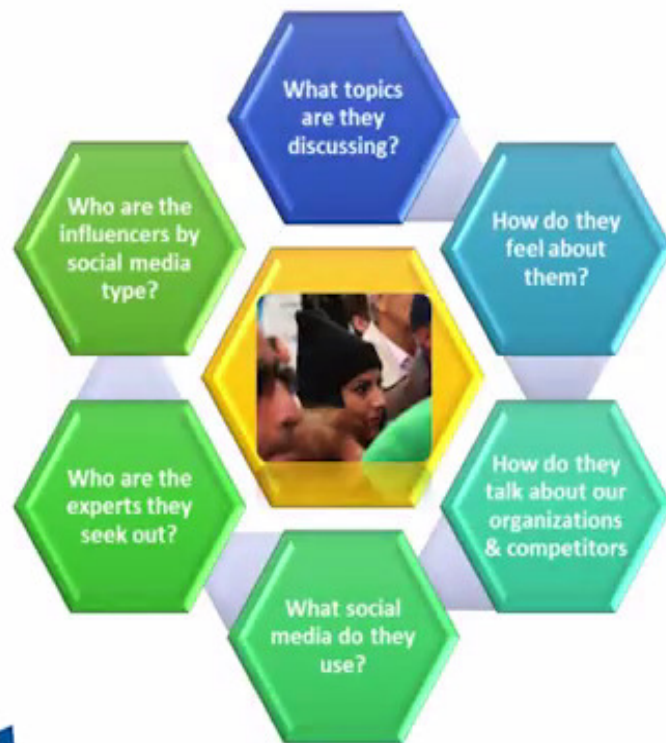 What topics
are they
discussing?
How do they
feel about
them?
How do they
talk about our
organizations
& competitors
What social
media do they
use?
Who are the
experts they
seek out?
Who are the
influencers by
social media
type?